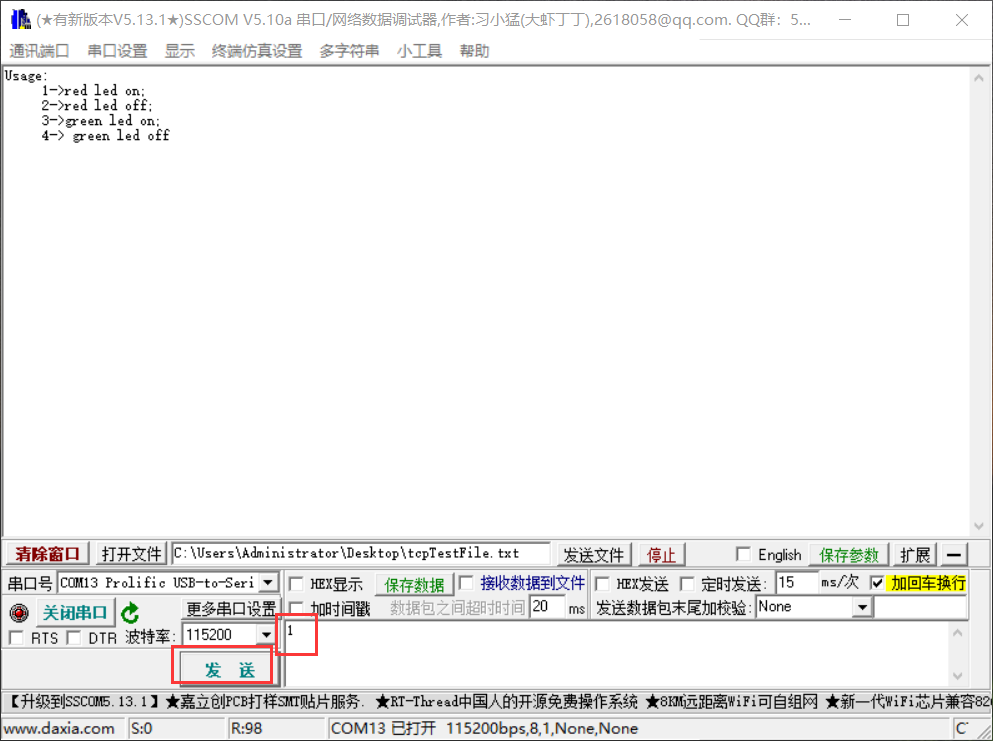 (★有新版本V5.13.1★)SSCOM V5.10a 串口/网络数据调试器,作者:习小猛(大虾丁丁),2618058@qq.com. QQ群: 5...
通讯端口 串口设置 显示 终端仿真设置 多字符串 小工具 帮助
Usage:
1->red led on;
2->red led off;
3->green led on;
4-> green led off
清除窗口 打开文件 C:\Users\Administrator\Desktop\tcpTestFile.txt 发送文件 停止 English 保存参数 扩展 —
串口号 COM13 Prolific USB-to-Seri HEX显示 保存数据 接收数据到文件 HEX发送 定时发送: 15 ms/次 加回车换行
关闭串口 更多串口设置 加时间戳 数据包之间超时时间 20 ms 发送数据包末尾加校验: None
RTS DTR 波特率: 115200 1
发 送
【升级到SSCOM5.13.1】★嘉立创PCB打样SMT贴片服务. ★RT-Thread中国人的开源免费操作系统 ★8KM远距离WiFi可自组网 ★新一代WiFi芯片兼容82
www.daxia.com S:0 R:98 COM13 已打开 115200bps,8,1,None,None C